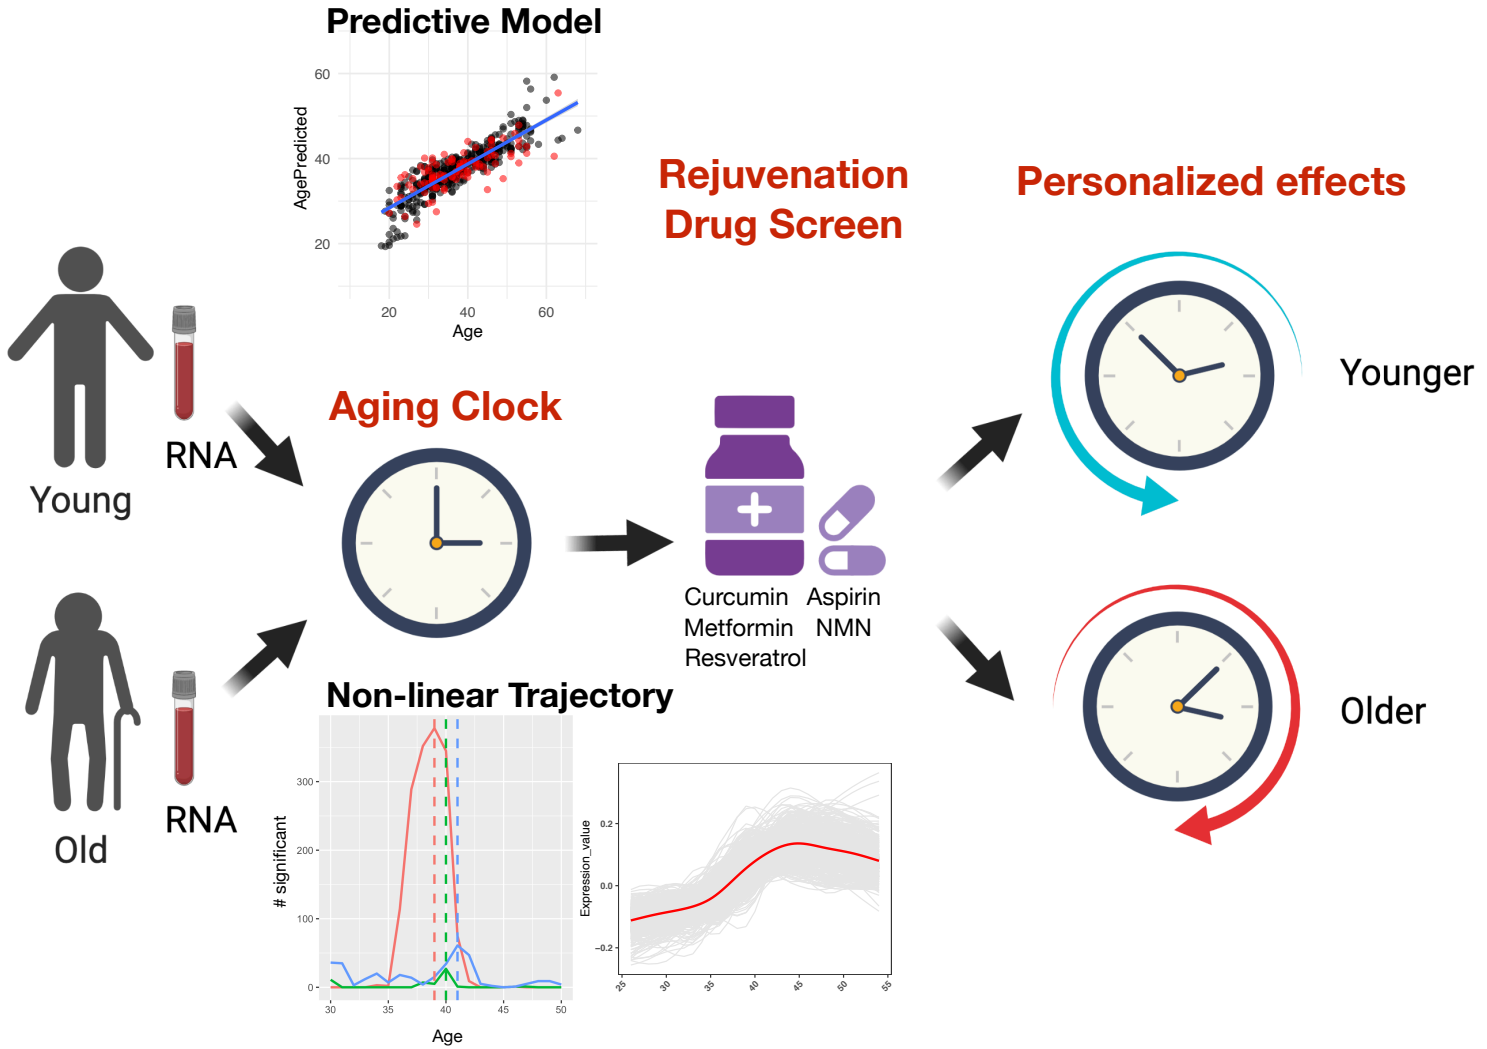 Predictive Model
60
40
20
AgePredicted
20 40 60
Age
Rejuvenation
Drug Screen
Personalized effects
Young
RNA
Aging Clock
Younger
Curcumin Aspirin
Metformin NMN
Resveratrol
Old
RNA
Older
Non-linear Trajectory
300
200
100
0
# significant
30 35 40 45 50
Age
0.2
0.0
−0.2
Expression_value
25 30 35 40 45 50 55